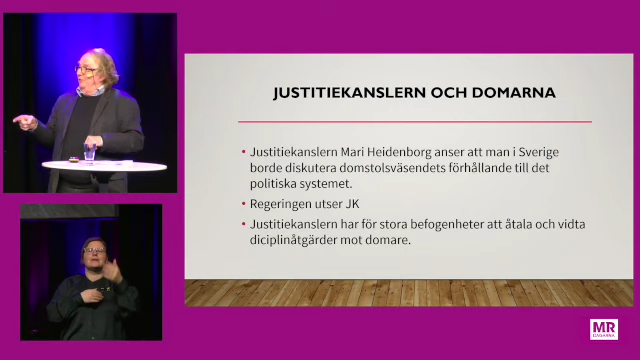 JUSTITIEKANSLERN OCH DOMARNA
• Justitiekanslern Mari Heidenborg anser att man i Sverige
borde diskutera domstolsväsendets förhållande till det
politiska systemet.
• Regeringen utser JK
• Justitiekanslern har för stora befogenheter att åtala och vidta
diciplinåtgärder mot domare.
MR
DAGARNA